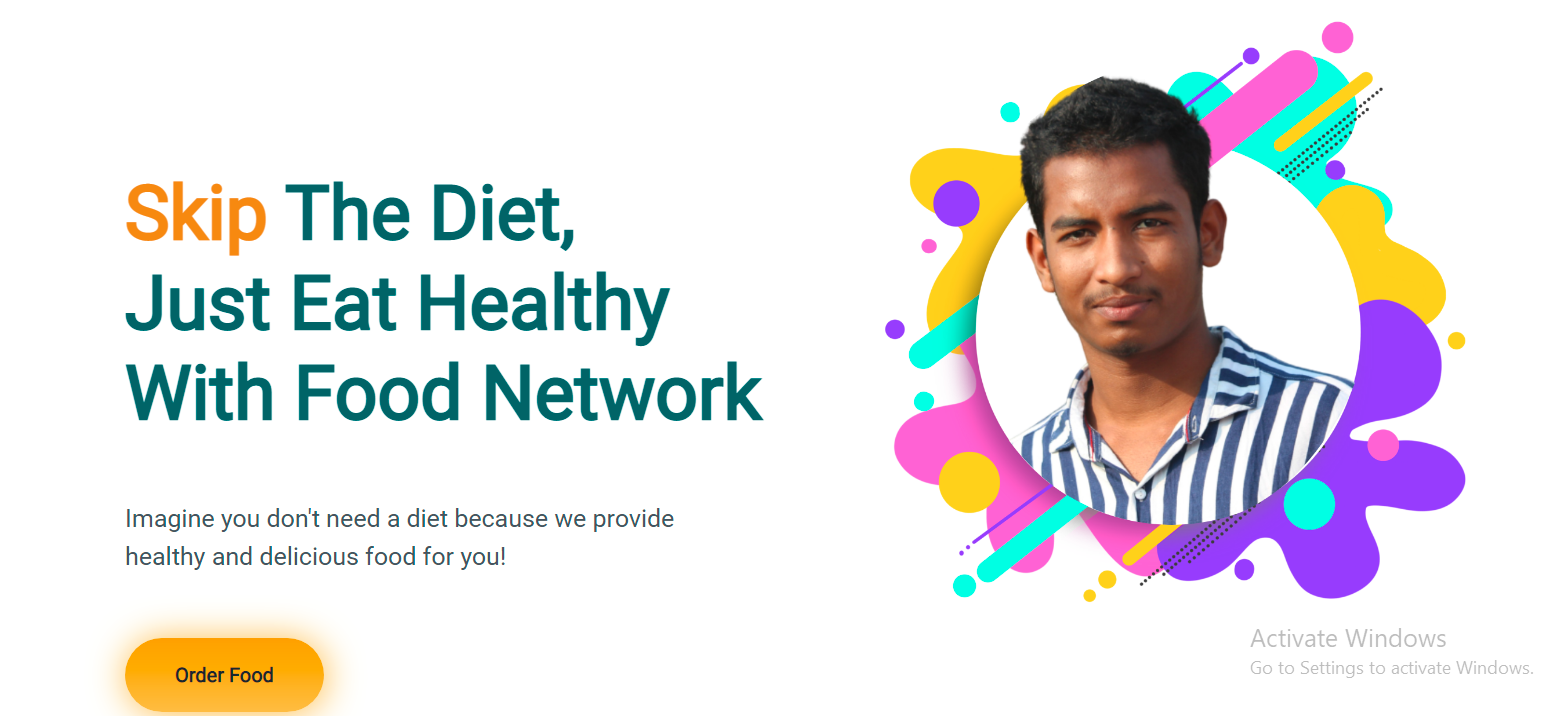 Skip The Diet,
Just Eat Healthy
With Food Network
Imagine you don't need a diet because we provide
healthy and delicious food for you!
Order Food
Activate Windows
Go to Settings to activate Windows.